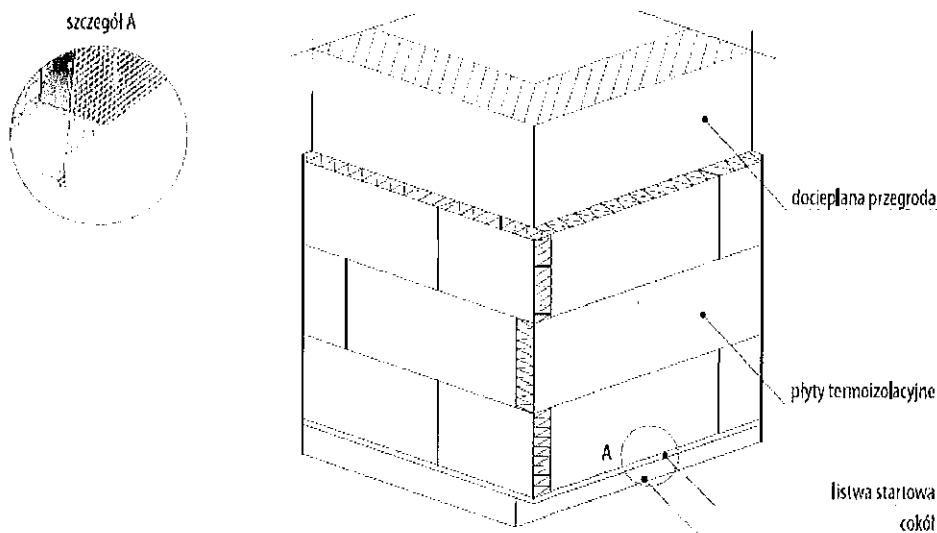 szczegół A
docieplana przegroda
płyty termoizolacyjne
A
listwa startowa
cokół